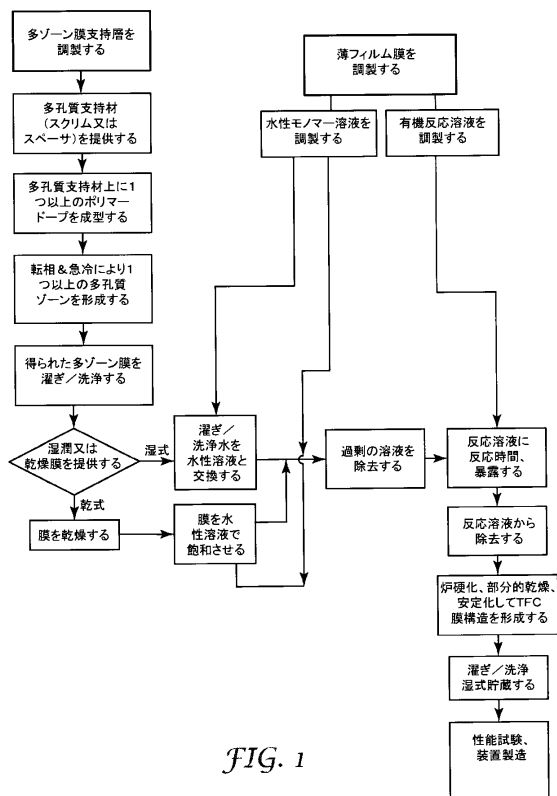 多ゾーン膜支持層を
調製する
多孔質支持材
(スクリム又は
スペーサ)を提供する
多孔質支持材上に1
つ以上のポリマー
ドープを成型する
転相&急冷により1
つ以上の多孔質
ゾーンを形成する
得られた多ゾーン膜を
濯ぎ/洗浄する
湿潤又は
乾燥膜を提供する
湿式
乾式
膜を乾燥する
薄フィルム膜を
調製する
水性モノマー溶液を
調製する
有機反応溶液を
調製する
濯ぎ/
洗浄水を
水性溶液と
交換する
膜を水
性溶液で
飽和させる
過剰の溶液を
除去する
反応溶液に
反応時間、
暴露する
反応溶液から
除去する
炉硬化、部分的乾燥、
安定化してTFC
膜構造を形成する
濯ぎ/洗浄
湿式貯蔵する
性能試験、
装置製造
FIG. 1